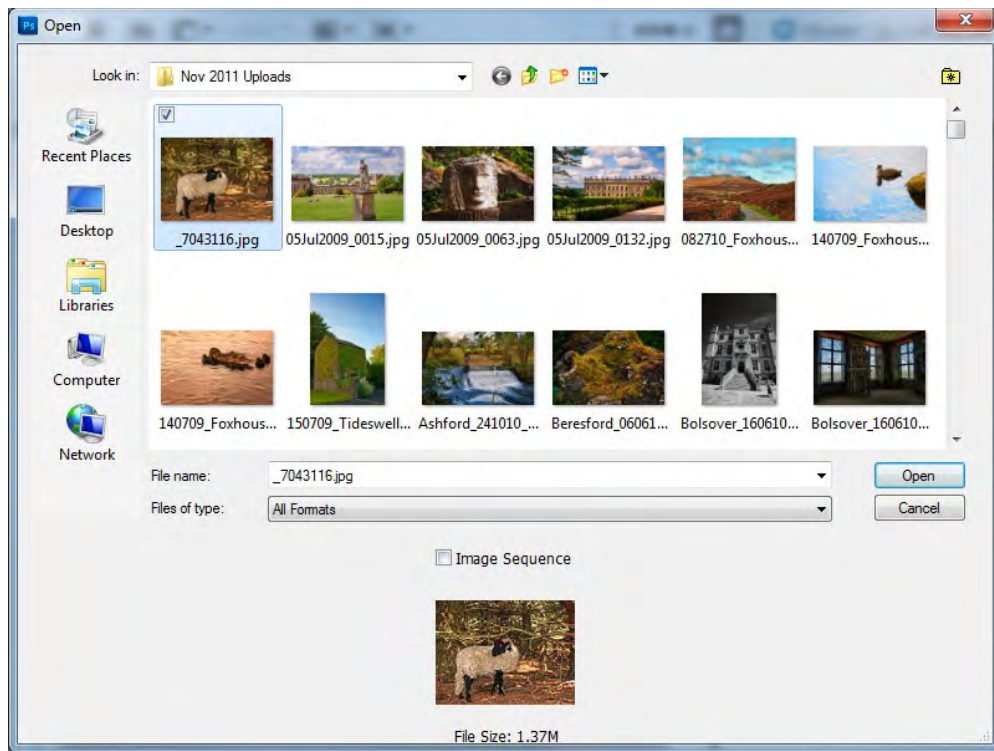 Ps Open
Look in: Nov 2011 Uploads
Recent Places
Desktop
Libraries
Computer
Network
_7043116.jpg 05Jul2009_0015.jpg 05Jul2009_0063.jpg 05Jul2009_0132.jpg 082710_Foxhous... 140709_Foxhous...
140709_Foxhous... 150709_Tideswell... Ashford_241010_... Beresford_06061... Bolsover_160610... Bolsover_160610...
File name: _7043116.jpg Open
Files of type: All Formats Cancel
Image Sequence
File Size: 1.37M